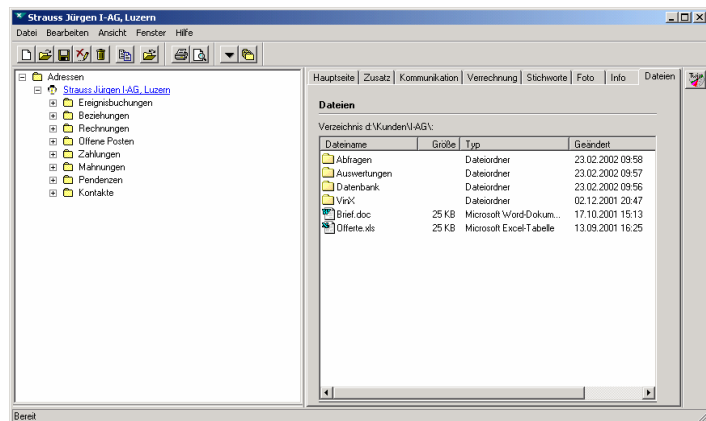 Strauss Jürgen I-AG, Luzern
Datei Bearbeiten Ansicht Fenster Hilfe
Adressen
Strauss Jürgen I-AG, Luzern
Ereignisbuchungen
Beziehungen
Rechnungen
Offene Posten
Zahlungen
Mahnungen
Pendenzen
Kontakte
Hauptseite Zusatz Kommunikation Verrechnung Stichworte Foto Info Dateien
Dateien
Verzeichnis d:\Kunden\I-AG\:
Dateiname Größe Typ Geändert
Abfragen Dateiordner 23.02.2002 09:58
Auswertungen Dateiordner 23.02.2002 09:57
Datenbank Dateiordner 23.02.2002 09:56
VinX Dateiordner 02.12.2001 20:47
Brief.doc 25 KB Microsoft Word-Dokum... 17.10.2001 15:13
Offerte.xls 25 KB Microsoft Excel-Tabelle 13.09.2001 16:25
Bereit